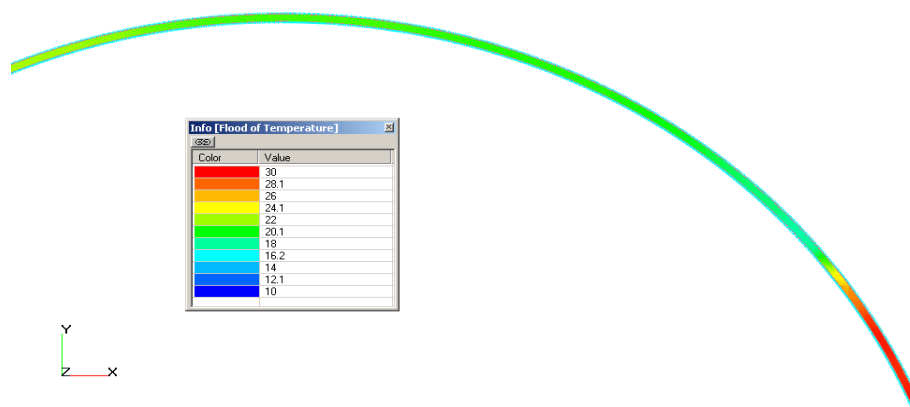 Info [Flood of Temperature]
Color Value
30
28.1
26
24.1
22
20.1
18
16.2
14
12.1
10
Y
Z X